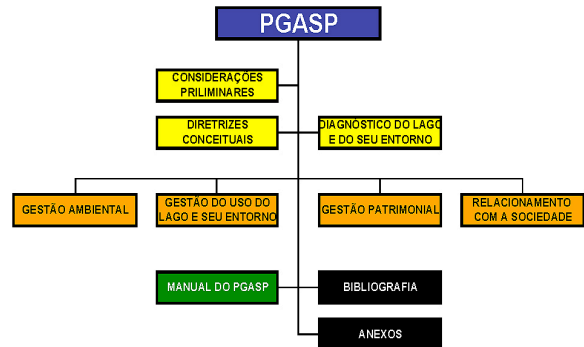 PGASP
CONSIDERAÇÕES
PRILIMINARES
DIRETRIZES
CONCEITUAIS
DIAGNÓSTICO DO LAGO
E DO SEU ENTORNO
GESTÃO AMBIENTAL
GESTÃO DO USO DO
LAGO E SEU ENTORNO
GESTÃO PATRIMONIAL
RELACIONAMENTO
COM A SOCIEDADE
MANUAL DO PGASP
BIBLIOGRAFIA
ANEXOS